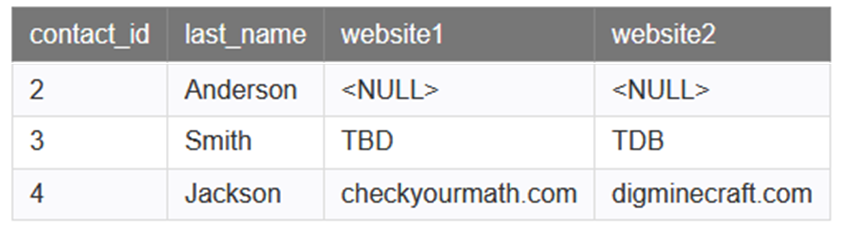 contact_id last_name website1 website2
2 Anderson <NULL> <NULL>
3 Smith TBD TDB
4 Jackson checkyourmath.com digminecraft.com